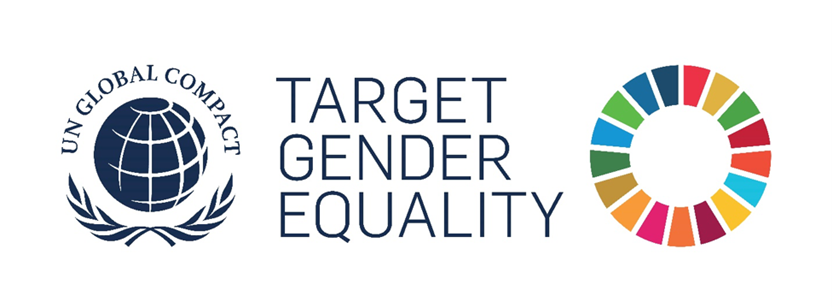 UN GLOBAL COMPACT
TARGET
GENDER
EQUALITY